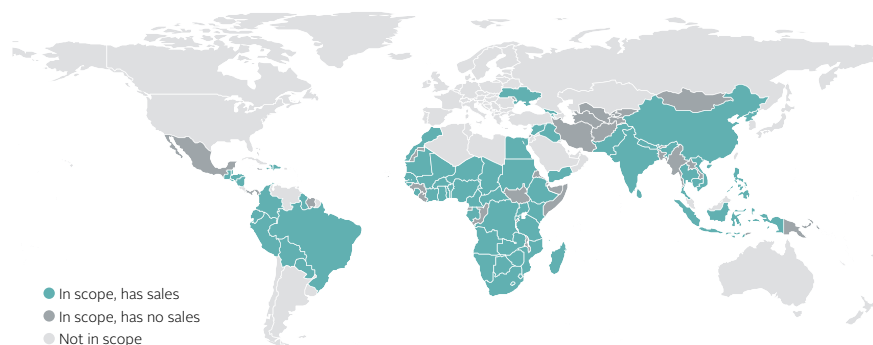 In scope, has sales
In scope, has no sales
Not in scope